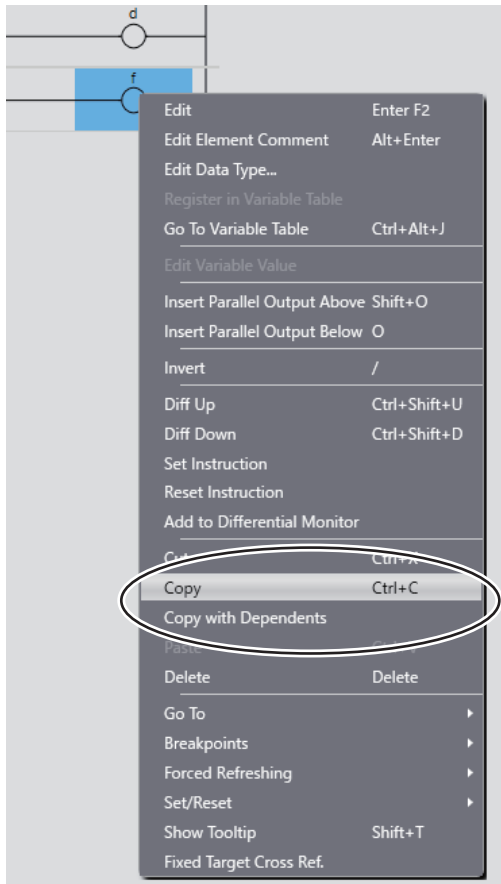 d
f
Edit Enter F2
Edit Element Comment Alt+Enter
Edit Data Type...
Register in Variable Table
Go To Variable Table Ctrl+Alt+J
Edit Variable Value
Insert Parallel Output Above Shift+O
Insert Parallel Output Below O
Invert /
Diff Up Ctrl+Shift+U
Diff Down Ctrl+Shift+D
Set Instruction
Reset Instruction
Add to Differential Monitor
Cut Ctrl+X
Copy Ctrl+C
Copy with Dependents
Paste
Delete Delete
Go To
Breakpoints
Forced Refreshing
Set/Reset
Show Tooltip Shift+T
Fixed Target Cross Ref.